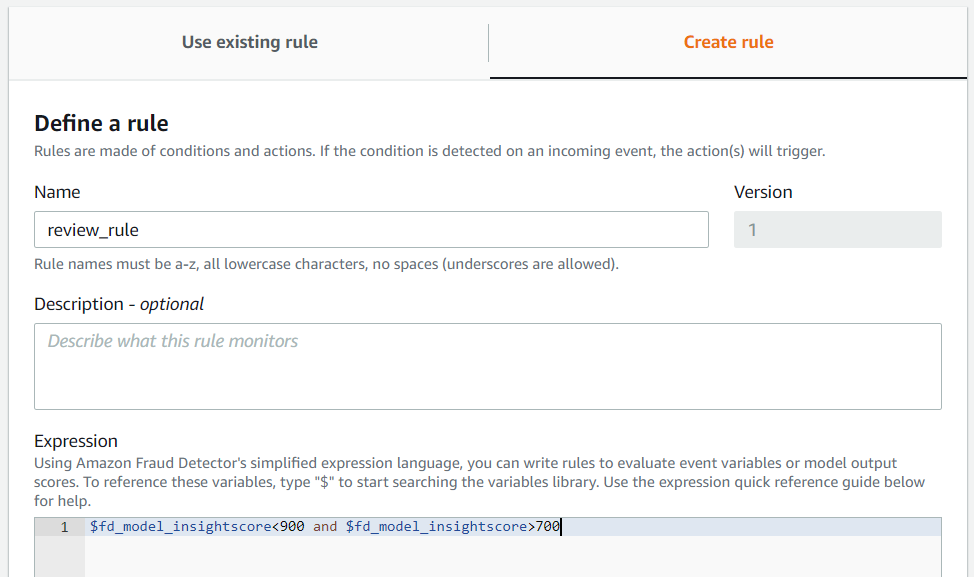 Use existing rule
Create rule
Define a rule
Rules are made of conditions and actions. If the condition is detected on an incoming event, the action(s) will trigger.
Name
Version
review_rule
1
Rule names must be a-z, all lowercase characters, no spaces (underscores are allowed).
Description - optional
Describe what this rule monitors
Expression
Using Amazon Fraud Detector's simplified expression language, you can write rules to evaluate event variables or model output
scores. To reference these variables, type "$" to start searching the variables library. Use the expression quick reference guide below
for help.
1 $fd_model_insightscore<900 and $fd_model_insightscore>700